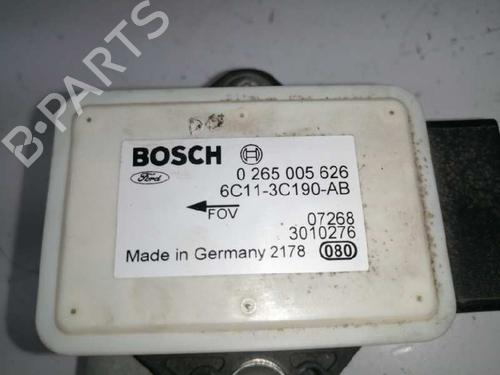 B-PARTS
BOSCH
Ford
0 265 005 626
6C11-3C190-AB
FOV
07268
3010276
Made in Germany 2178 080